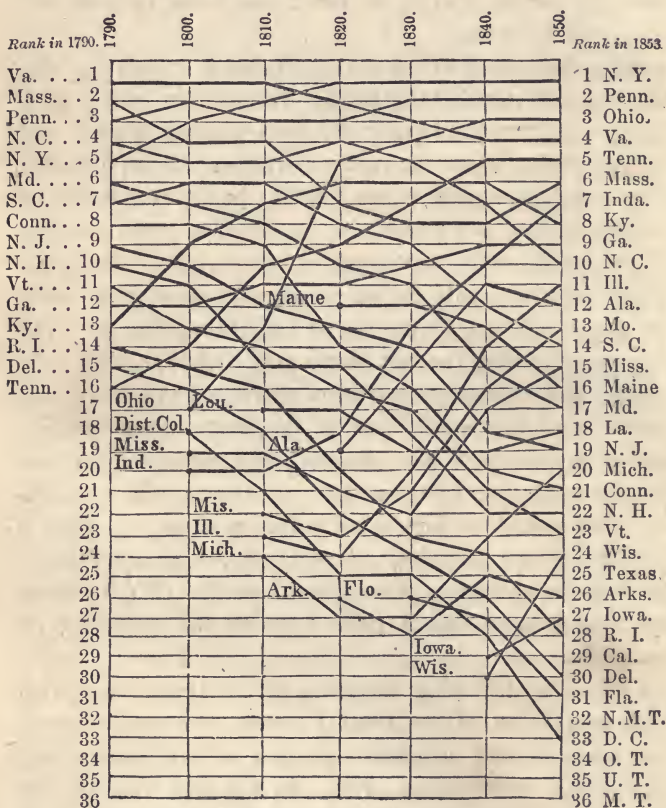 1790. 1800. 1810. 1820. 1830. 1840. 1850.
Rank in 1790. Rank in 1853
Va. . . . 1 1 N. Y.
Mass. . . 2 2 Penn.
Penn. . . 3 3 Ohio,
N. C. . . 4 4 Va.
N. Y. . . 5 5 Tenn.
Md. . . . 6 6 Mass.
S. C. . . 7 7 Inda.
Conn. . . 8 8 Ky.
N. J. . . 9 9 Ga.
N. H. . 10 10 N. C.
Vt. . . . 11 11 Ill.
Ga. . . . 12 Maine 12 Ala.
Ky. . . . 13 13 Mo.
R. I. . . 14 14 S. C.
Del. . . 15 15 Miss.
Tenn. . 16 16 Maine
17 Ohio Lou. 17 Md.
18 Dist. Col. 18 La.
19 Miss. Ala. 19 N. J.
20 Ind. 20 Mich.
21 21 Conn.
22 Mis. 22 N. H.
23 Ill. 23 Vt.
24 Mich. 24 Wis.
25 25 Texas.
26 Ark. Flo. 26 Arks.
27 27 Iowa.
28 Iowa. 28 R. I.
29 Wis. 29 Cal.
30 30 Del.
31 31 Fla.
32 32 N.M.T.
33 33 D. C.
34 34 O. T.
35 35 U. T.
36 36 M. T.